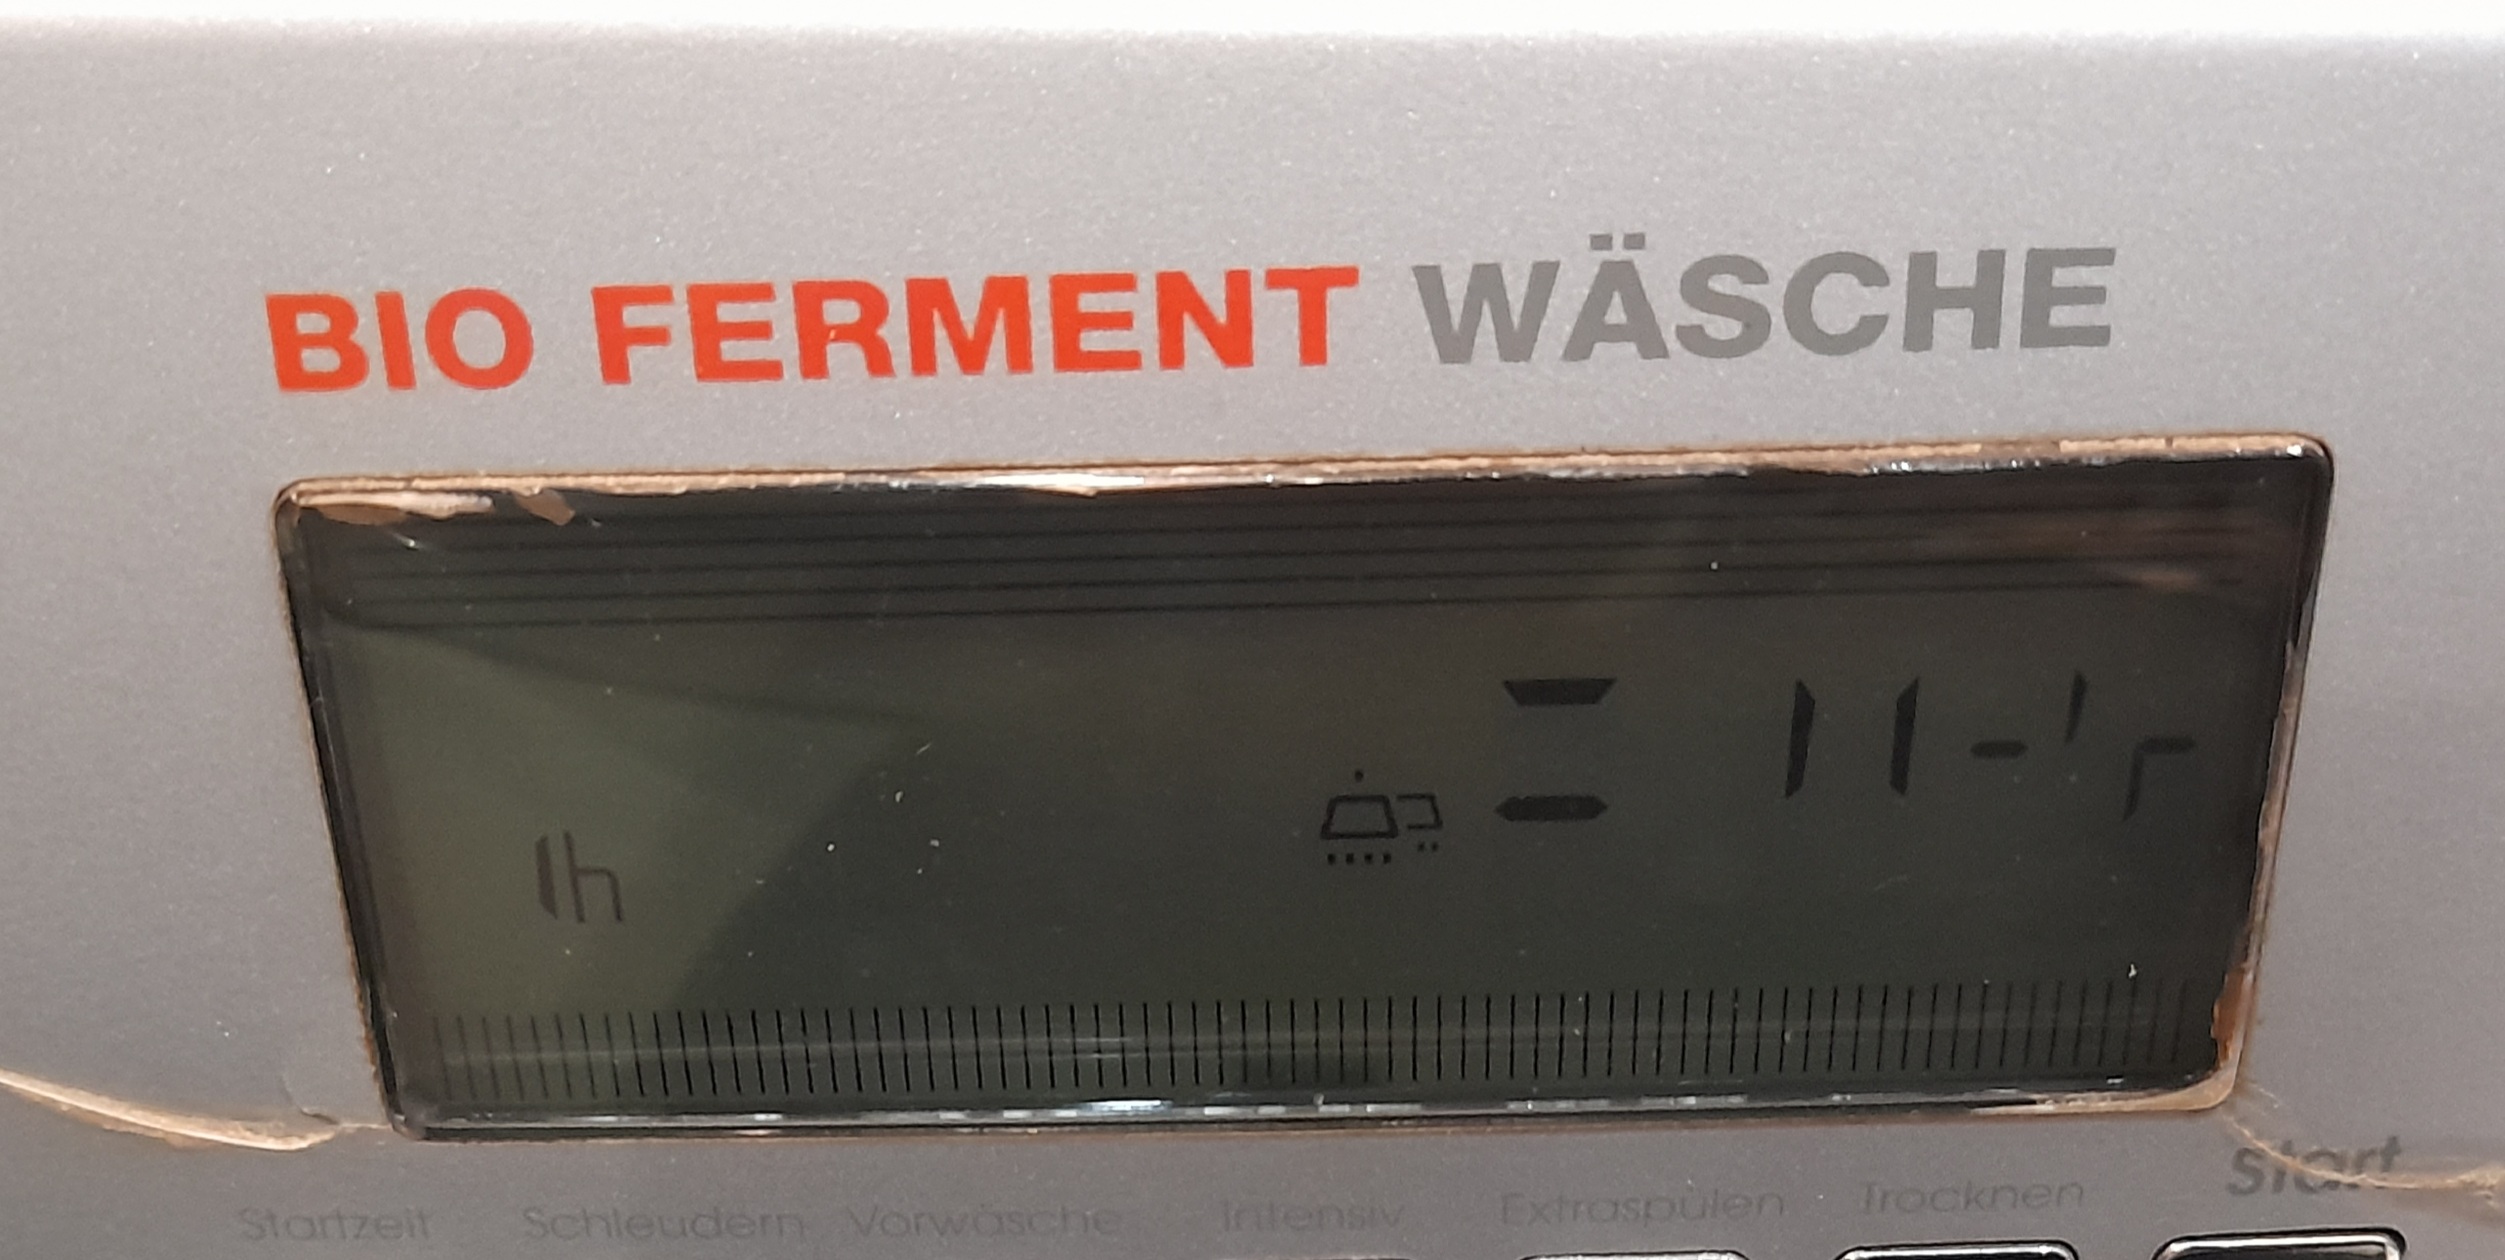 BIO FERMENT WÄSCHE
1h
Startzeit Schleudern Vorwäsche Intensiv Extraspülen Trocknen Start